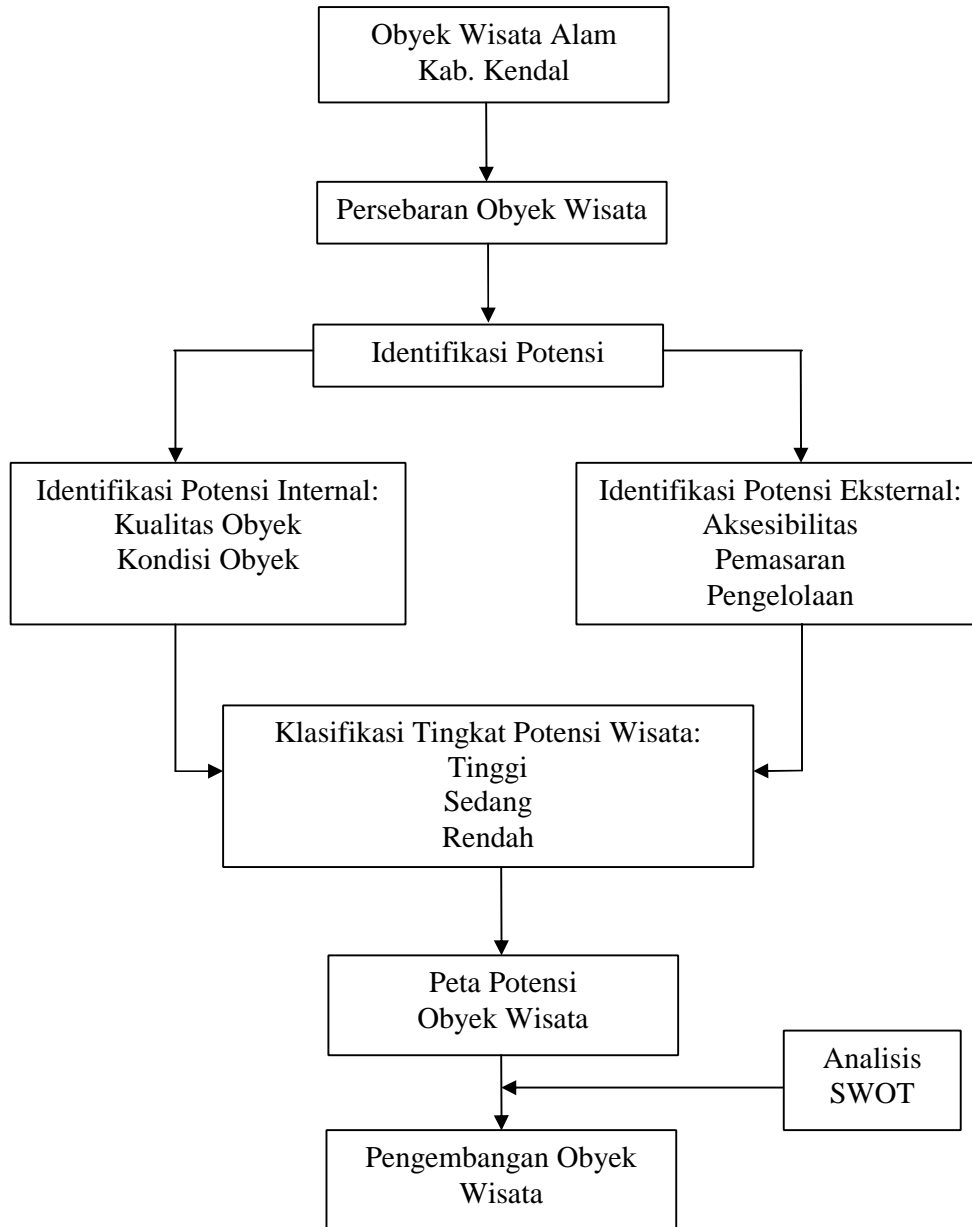 Obyek Wisata Alam
Kab. Kendal
Persebaran Obyek Wisata
Identifikasi Potensi
Identifikasi Potensi Internal:
Kualitas Obyek
Kondisi Obyek
Identifikasi Potensi Eksternal:
Aksesibilitas
Pemasaran
Pengelolaan
Klasifikasi Tingkat Potensi Wisata:
Tinggi
Sedang
Rendah
Peta Potensi
Obyek Wisata
Analisis
SWOT
Pengembangan Obyek
Wisata